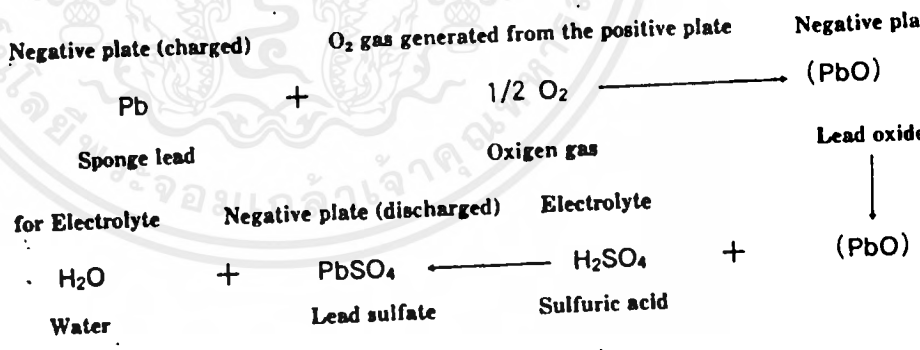 Negative plate (charged) O₂ gas generated from the positive plate Negative pla
Pb + 1/2 O₂ ⟶ (PbO)
Sponge lead Oxigen gas Lead oxide
for Electrolyte Negative plate (discharged) Electrolyte
H₂O + PbSO₄ ⟵ H₂SO₄ + (PbO)
Water Lead sulfate Sulfuric acid